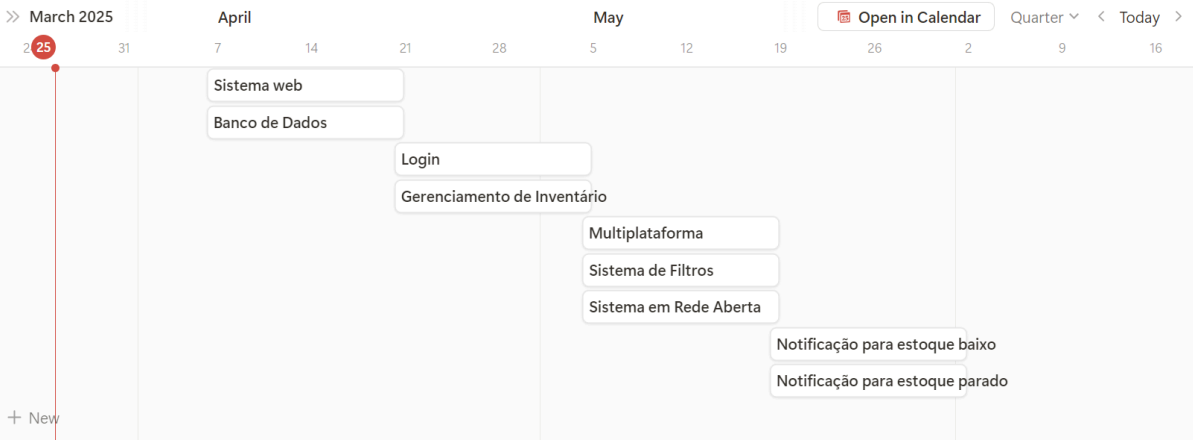 March 2025 April May Open in Calendar Quarter Today
25 31 7 14 21 28 5 12 19 26 2 9 16
Sistema web
Banco de Dados
Login
Gerenciamento de Inventário
Multiplataforma
Sistema de Filtros
Sistema em Rede Aberta
Notificação para estoque baixo
Notificação para estoque parado
+ New